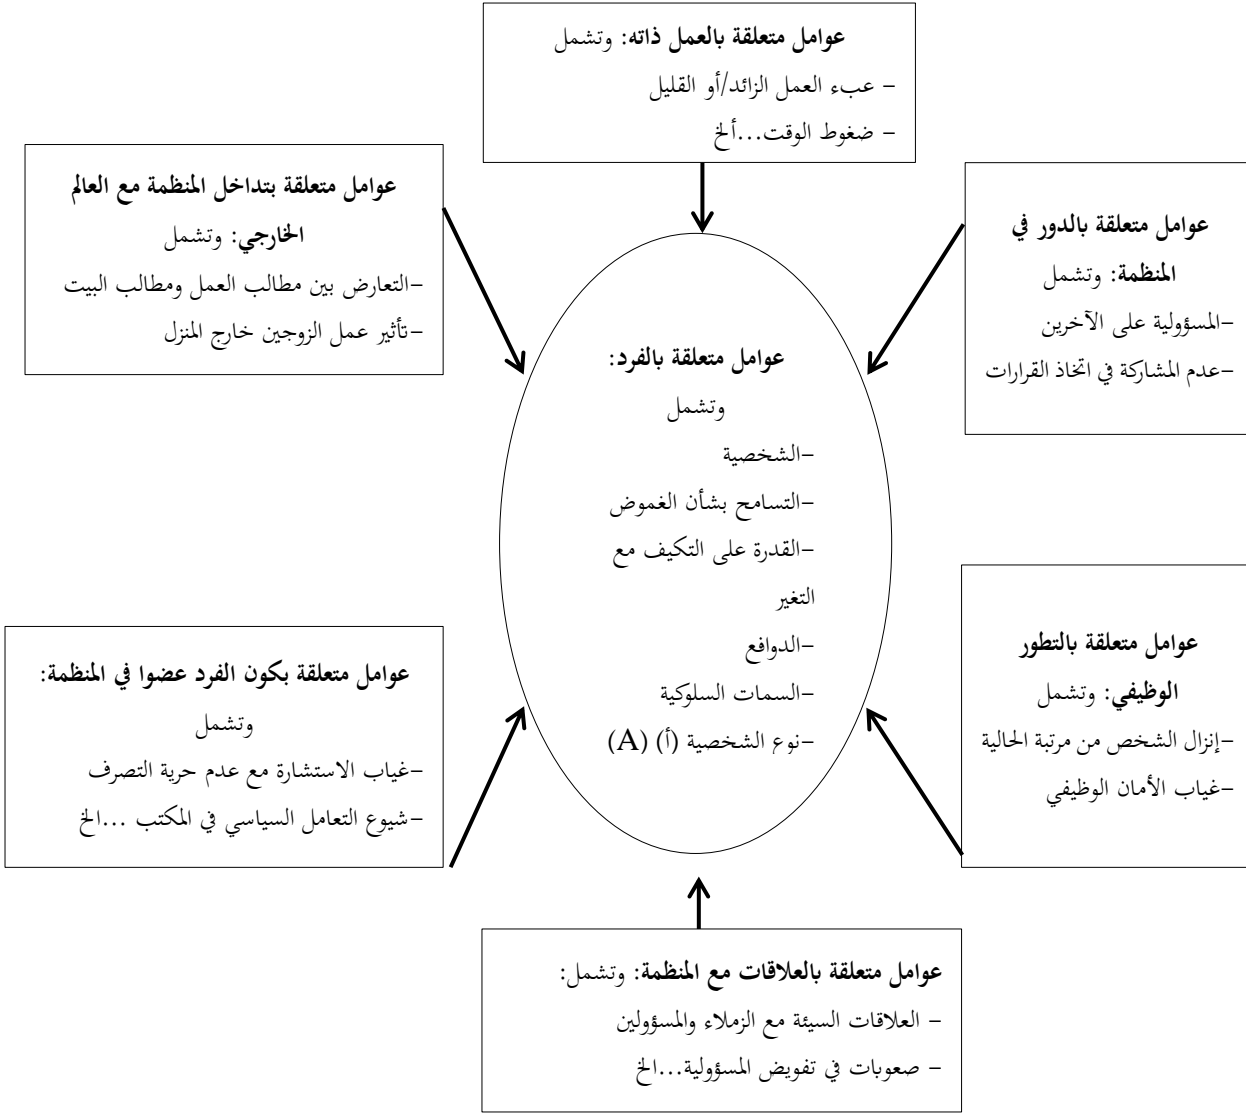 عوامل متعلقة بالعمل ذاته: وتشمل
- عبء العمل الزائد/أو القليل
- ضغوط الوقت...ألخ
عوامل متعلقة بالدور في
المنظمة: وتشمل
-المسؤولية على الآخرين
-عدم المشاركة في اتخاذ القرارات
عوامل متعلقة بتداخل المنظمة مع العالم
الخارجي: وتشمل
-التعارض بين مطالب العمل ومطالب البيت
-تأثير عمل الزوجين خارج المنزل
عوامل متعلقة بالفرد:
وتشمل
-الشخصية
-التسامح بشأن الغموض
-القدرة على التكيف مع
التغير
-الدوافع
-السمات السلوكية
-نوع الشخصية (أ) (A)
عوامل متعلقة بالتطور
الوظيفي: وتشمل
-إنزال الشخص من مرتبة الحالية
-غياب الأمان الوظيفي
عوامل متعلقة بكون الفرد عضوا في المنظمة:
وتشمل
-غياب الاستشارة مع عدم حرية التصرف
-شيوع التعامل السياسي في المكتب ...الخ
عوامل متعلقة بالعلاقات مع المنظمة: وتشمل:
- العلاقات السيئة مع الزملاء والمسؤولين
- صعوبات في تفويض المسؤولية...الخ